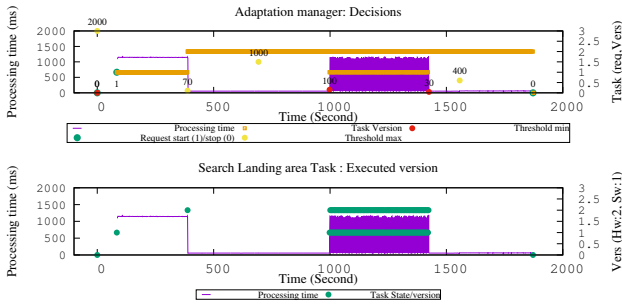 Adaptation manager: Decisions
Processing time (ms)
2000
1500
1000
500
0
2000
0
0
1
70
1000
100
30
400
0
3
2.5
2
1.5
1
0.5
0
Task (req,Vers)
0 500 1000 1500 2000
Time (Second)
Processing time Task Version Threshold min
Request start (1)/stop (0) Threshold max
Search Landing area Task : Executed version
Processing time (ms)
2000
1500
1000
500
0
3
2.5
2
1.5
1
0.5
0
Vers (Hw:2, Sw:1)
0 500 1000 1500 2000
Time (Second)
Processing time Task State/version